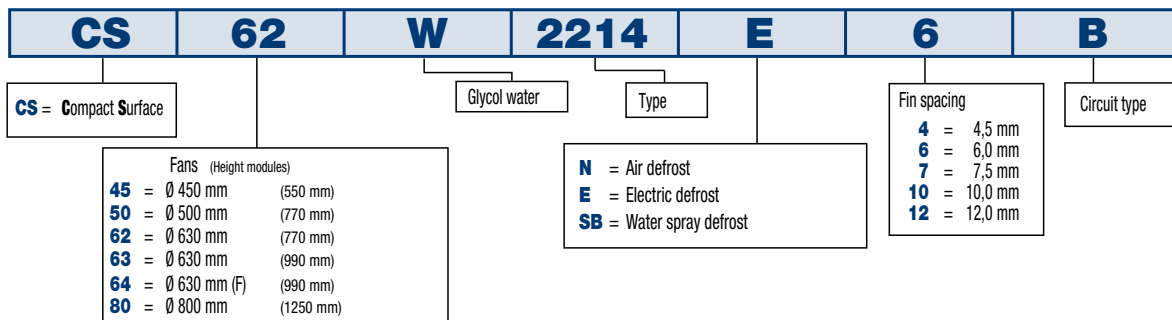 CS 62 W 2214 E 6 B
CS = Compact Surface
Fans (Height modules)
45 = Ø 450 mm (550 mm)
50 = Ø 500 mm (770 mm)
62 = Ø 630 mm (770 mm)
63 = Ø 630 mm (990 mm)
64 = Ø 630 mm (F) (990 mm)
80 = Ø 800 mm (1250 mm)
Glycol water
Type
N = Air defrost
E = Electric defrost
SB = Water spray defrost
Fin spacing
4 = 4,5 mm
6 = 6,0 mm
7 = 7,5 mm
10 = 10,0 mm
12 = 12,0 mm
Circuit type